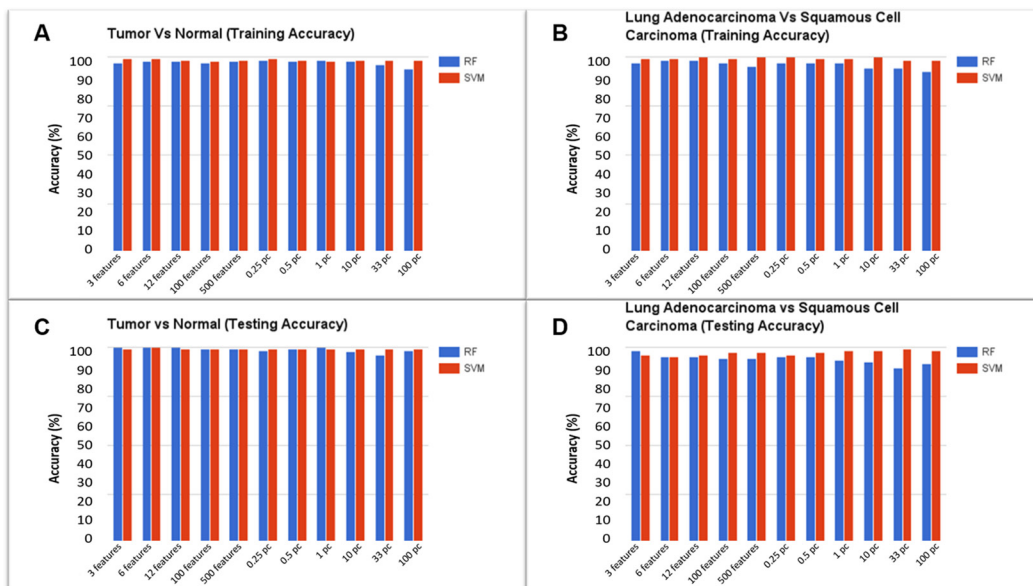 A
Tumor Vs Normal (Training Accuracy)
RF
SVM
Accuracy (%)
100
90
80
70
60
50
40
30
20
10
0
3 features
6 features
12 features
100 features
500 features
0.25 pc
0.5 pc
1 pc
10 pc
33 pc
100 pc
B
Lung Adenocarcinoma Vs Squamous Cell
Carcinoma (Training Accuracy)
RF
SVM
Accuracy (%)
100
90
80
70
60
50
40
30
20
10
0
3 features
6 features
12 features
100 features
500 features
0.25 pc
0.5 pc
1 pc
10 pc
33 pc
100 pc
C
Tumor vs Normal (Testing Accuracy)
RF
SVM
Accuracy (%)
100
90
80
70
60
50
40
30
20
10
0
3 features
6 features
12 features
100 features
500 features
0.25 pc
0.5 pc
1 pc
10 pc
33 pc
100 pc
D
Lung Adenocarcinoma vs Squamous Cell
Carcinoma (Testing Accuracy)
RF
SVM
Accuracy (%)
100
90
80
70
60
50
40
30
20
10
0
3 features
6 features
12 features
100 features
500 features
0.25 pc
0.5 pc
1 pc
10 pc
33 pc
100 pc